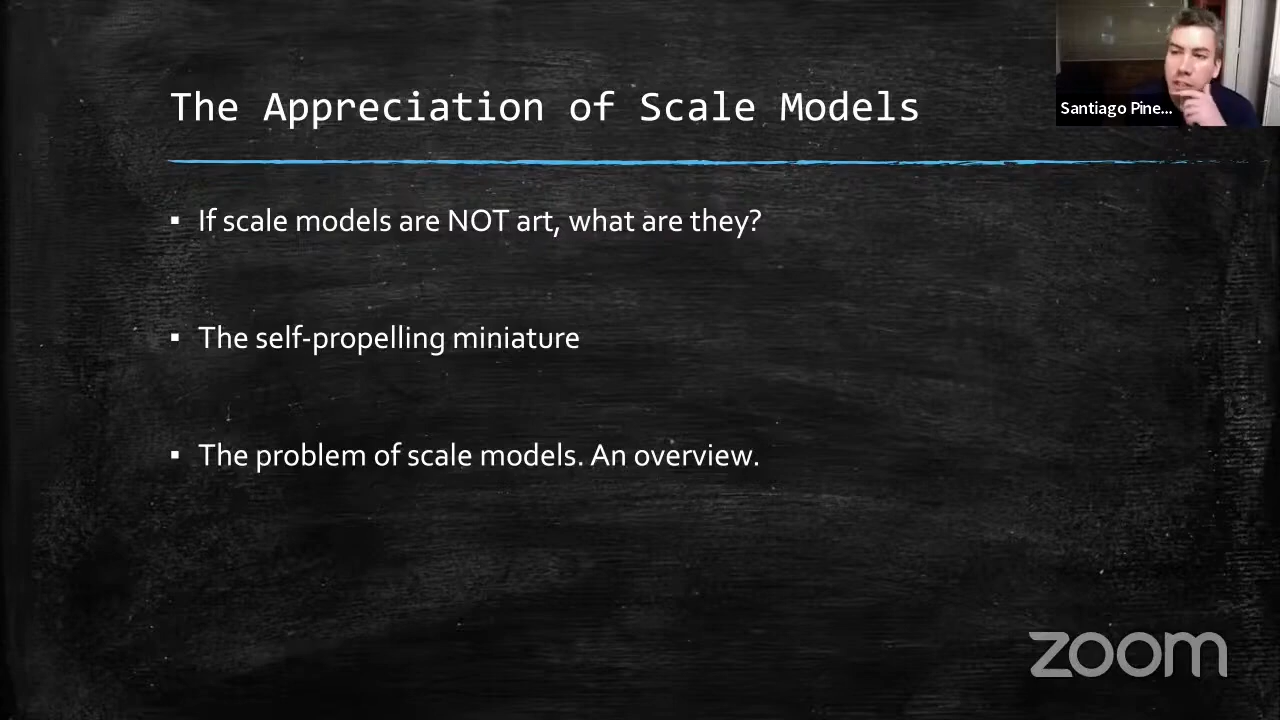 The Appreciation of Scale Models
Santiago Pine...
▪ If scale models are NOT art, what are they?
▪ The self-propelling miniature
▪ The problem of scale models. An overview.
zoom